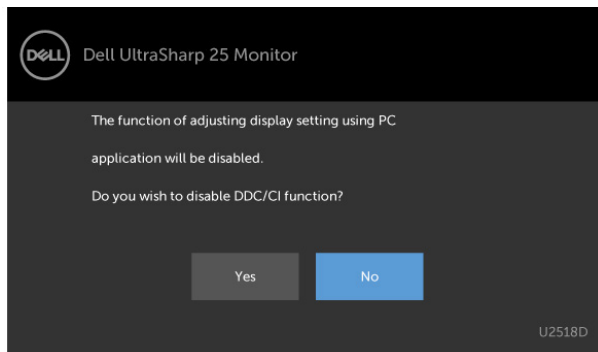 DELL
Dell UltraSharp 25 Monitor
The function of adjusting display setting using PC
application will be disabled.
Do you wish to disable DDC/CI function?
Yes
No
U2518D